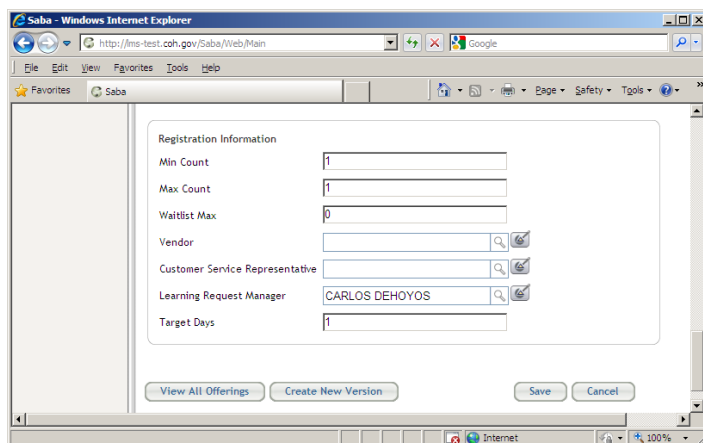 Saba - Windows Internet Explorer
http://lms-test.coh.gov/Saba/Web/Main
Google
File Edit View Favorites Tools Help
Favorites Saba Page Safety Tools »
Registration Information
Min Count 1
Max Count 1
Waitlist Max 0
Vendor
Customer Service Representative
Learning Request Manager CARLOS DEHOYOS
Target Days 1
View All Offerings Create New Version Save Cancel
Internet 100%